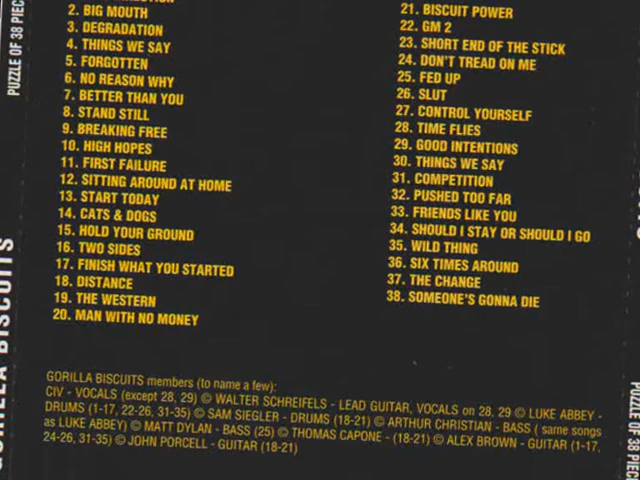 PUZZLE OF 38 PIEC
GORILLA BISCUITS
2. BIG MOUTH
3. DEGRADATION
4. THINGS WE SAY
5. FORGOTTEN
6. NO REASON WHY
7. BETTER THAN YOU
8. STAND STILL
9. BREAKING FREE
10. HIGH HOPES
11. FIRST FAILURE
12. SITTING AROUND AT HOME
13. START TODAY
14. CATS & DOGS
15. HOLD YOUR GROUND
16. TWO SIDES
17. FINISH WHAT YOU STARTED
18. DISTANCE
19. THE WESTERN
20. MAN WITH NO MONEY
21. BISCUIT POWER
22. GM 2
23. SHORT END OF THE STICK
24. DON'T TREAD ON ME
25. FED UP
26. SLUT
27. CONTROL YOURSELF
28. TIME FLIES
29. GOOD INTENTIONS
30. THINGS WE SAY
31. COMPETITION
32. PUSHED TOO FAR
33. FRIENDS LIKE YOU
34. SHOULD I STAY OR SHOULD I GO
35. WILD THING
36. SIX TIMES AROUND
37. THE CHANGE
38. SOMEONE'S GONNA DIE
GORILLA BISCUITS members (to name a few):
CIV - VOCALS (except 28, 29) © WALTER SCHREIFELS - LEAD GUITAR, VOCALS on 28, 29 © LUKE ABBEY -
DRUMS (1-17, 22-26, 31-35) © SAM SIEGLER - DRUMS (18-21) © ARTHUR CHRISTIAN - BASS ( same songs
as LUKE ABBEY) © MATT DYLAN - BASS (25) © THOMAS CAPONE - (18-21) © ALEX BROWN - GUITAR (1-17,
24-26, 31-35) © JOHN PORCELL - GUITAR (18-21)
PUZZLE OF 38 PIEC